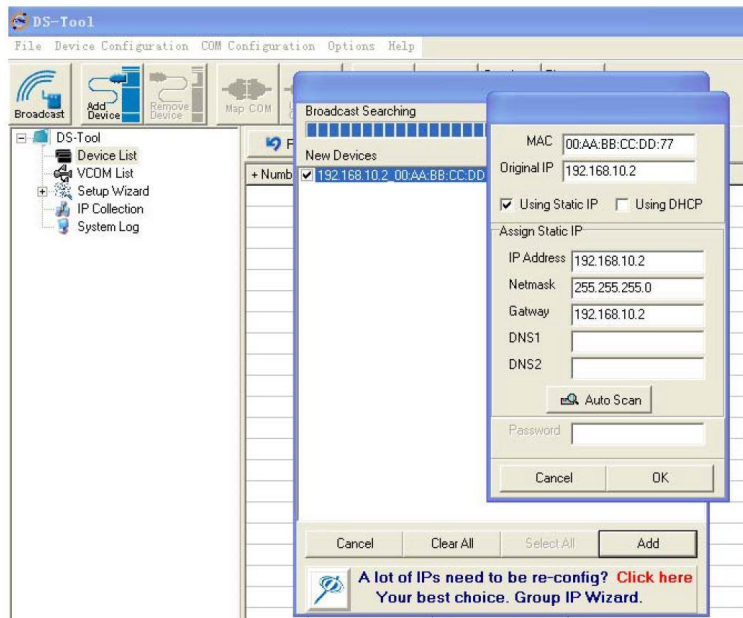 DS-Tool
File Device Configuration COM Configuration Options Help
Broadcast
Add Device
Remove Device
Map COM
DS-Tool
Device List
VCOM List
Setup Wizard
IP Collection
System Log
+ Numb
Broadcast Searching
New Devices
192.168.10.2_00:AA:BB:CC:DD
MAC 00:AA:BB:CC:DD:77
Original IP 192.168.10.2
Using Static IP Using DHCP
Assign Static IP
IP Address 192.168.10.2
Netmask 255.255.255.0
Gatway 192.168.10.2
DNS1
DNS2
Auto Scan
Password
Cancel OK
Cancel Clear All Select All Add
A lot of IPs need to be re-config? Click here
Your best choice. Group IP Wizard.